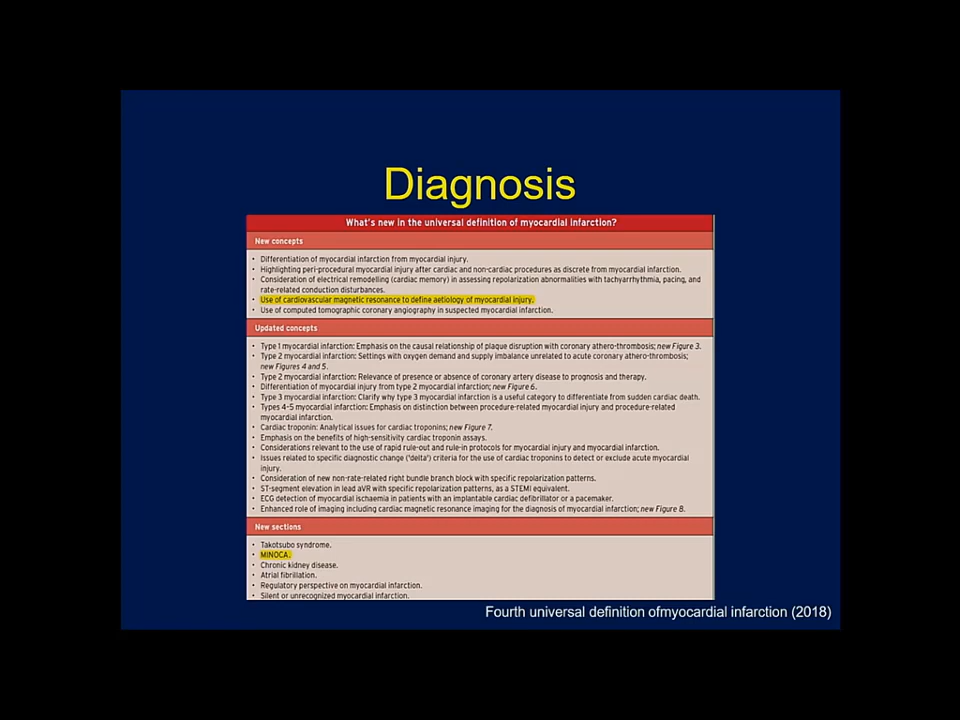 Diagnosis
What's new in the universal definition of myocardial infarction?
New concepts
• Differentiation of myocardial infarction from myocardial injury.
• Highlighting peri-procedural myocardial injury after cardiac and non-cardiac procedures as discrete from myocardial infarction.
• Consideration of electrical remodelling (cardiac memory) in assessing repolarization abnormalities with tachyarrhythmia, pacing, and
rate-related conduction disturbances.
• Use of cardiovascular magnetic resonance to define aetiology of myocardial injury.
• Use of computed tomographic coronary angiography in suspected myocardial infarction.
Updated concepts
• Type 1 myocardial infarction: Emphasis on the causal relationship of plaque disruption with coronary athero-thrombosis; new Figure 3.
• Type 2 myocardial infarction: Settings with oxygen demand and supply imbalance unrelated to acute coronary athero-thrombosis;
new Figures 4 and 5.
• Type 2 myocardial infarction: Relevance of presence or absence of coronary artery disease to prognosis and therapy.
• Differentiation of myocardial injury from type 2 myocardial infarction; new Figure 6.
• Type 3 myocardial infarction: Clarify why type 3 myocardial infarction is a useful category to differentiate from sudden cardiac death.
• Types 4-5 myocardial infarction: Emphasis on distinction between procedure-related myocardial injury and procedure-related
myocardial infarction.
• Cardiac troponin: Analytical issues for cardiac troponins; new Figure 7.
• Emphasis on the benefits of high-sensitivity cardiac troponin assays.
• Considerations relevant to the use of rapid rule-out and rule-in protocols for myocardial injury and myocardial infarction.
• Issues related to specific diagnostic change ('delta') criteria for the use of cardiac troponins to detect or exclude acute myocardial
injury.
• Consideration of new non-rate-related right bundle branch block with specific repolarization patterns.
• ST-segment elevation in lead aVR with specific repolarization patterns, as a STEMI equivalent.
• ECG detection of myocardial ischaemia in patients with an implantable cardiac defibrillator or a pacemaker.
• Enhanced role of imaging including cardiac magnetic resonance imaging for the diagnosis of myocardial infarction; new Figure 8.
New sections
• Takotsubo syndrome.
• MINOCA.
• Chronic kidney disease.
• Atrial fibrillation.
• Regulatory perspective on myocardial infarction.
• Silent or unrecognized myocardial infarction.
Fourth universal definition ofmyocardial infarction (2018)